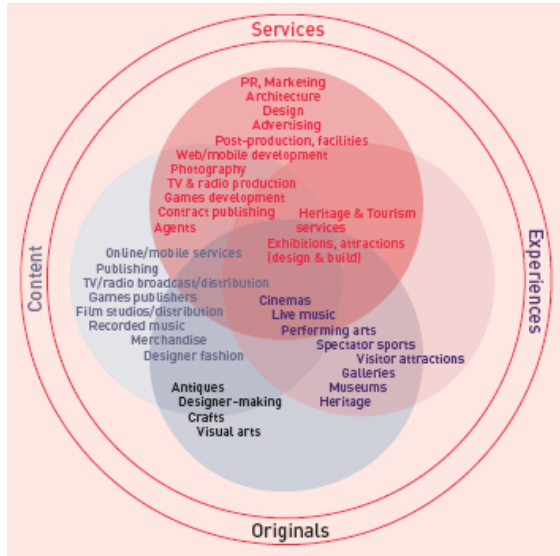 Services
PR, Marketing
Architecture
Design
Advertising
Post-production, facilities
Web/mobile development
Photography
TV & radio production
Games development
Contract publishing
Agents
Heritage & Tourism
services
Exhibitions, attractions
(design & build)
Content
Online/mobile services
Publishing
TV/radio broadcast/distribution
Games publishers
Film studios/distribution
Recorded music
Merchandise
Designer fashion
Experiences
Cinemas
Live music
Performing arts
Spectator sports
Visitor attractions
Galleries
Museums
Heritage
Antiques
Designer-making
Crafts
Visual arts
Originals